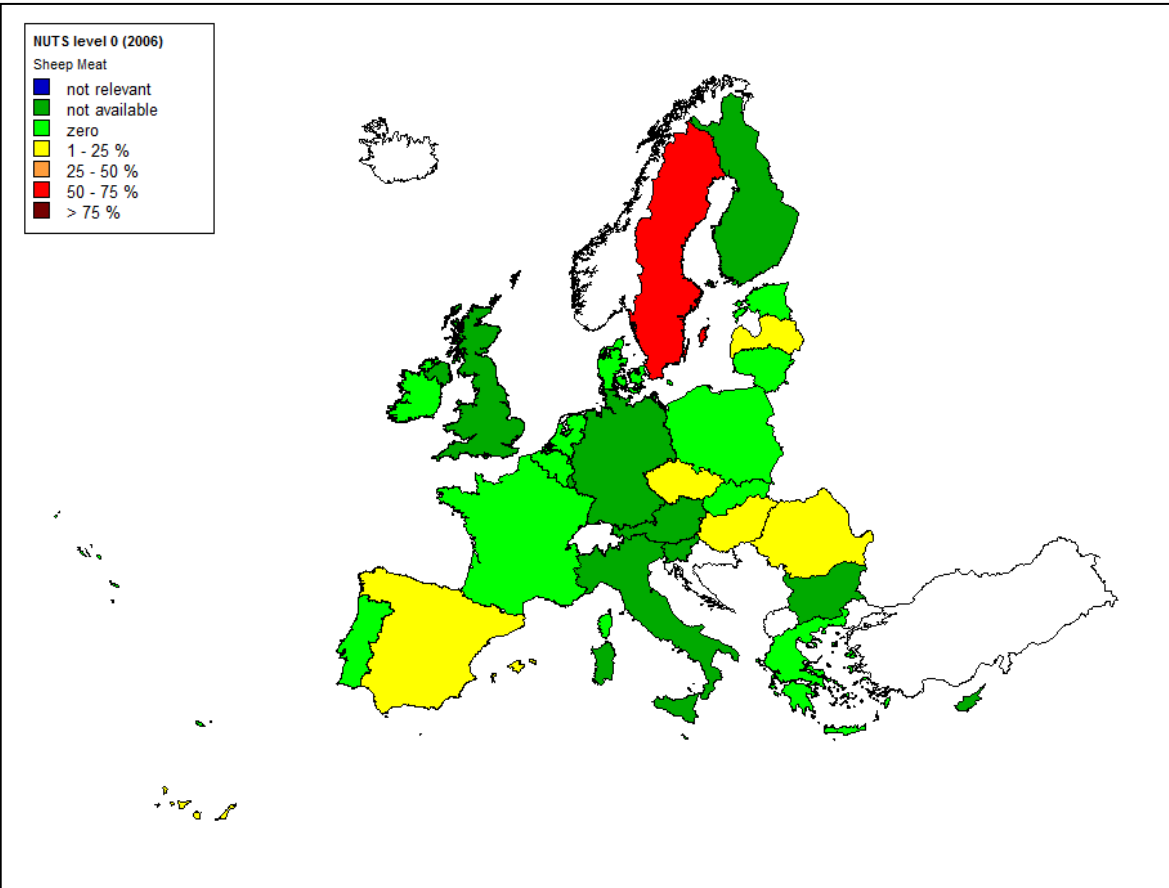 NUTS level 0 (2006)
Sheep Meat
not relevant
not available
zero
1 - 25 %
25 - 50 %
50 - 75 %
> 75 %